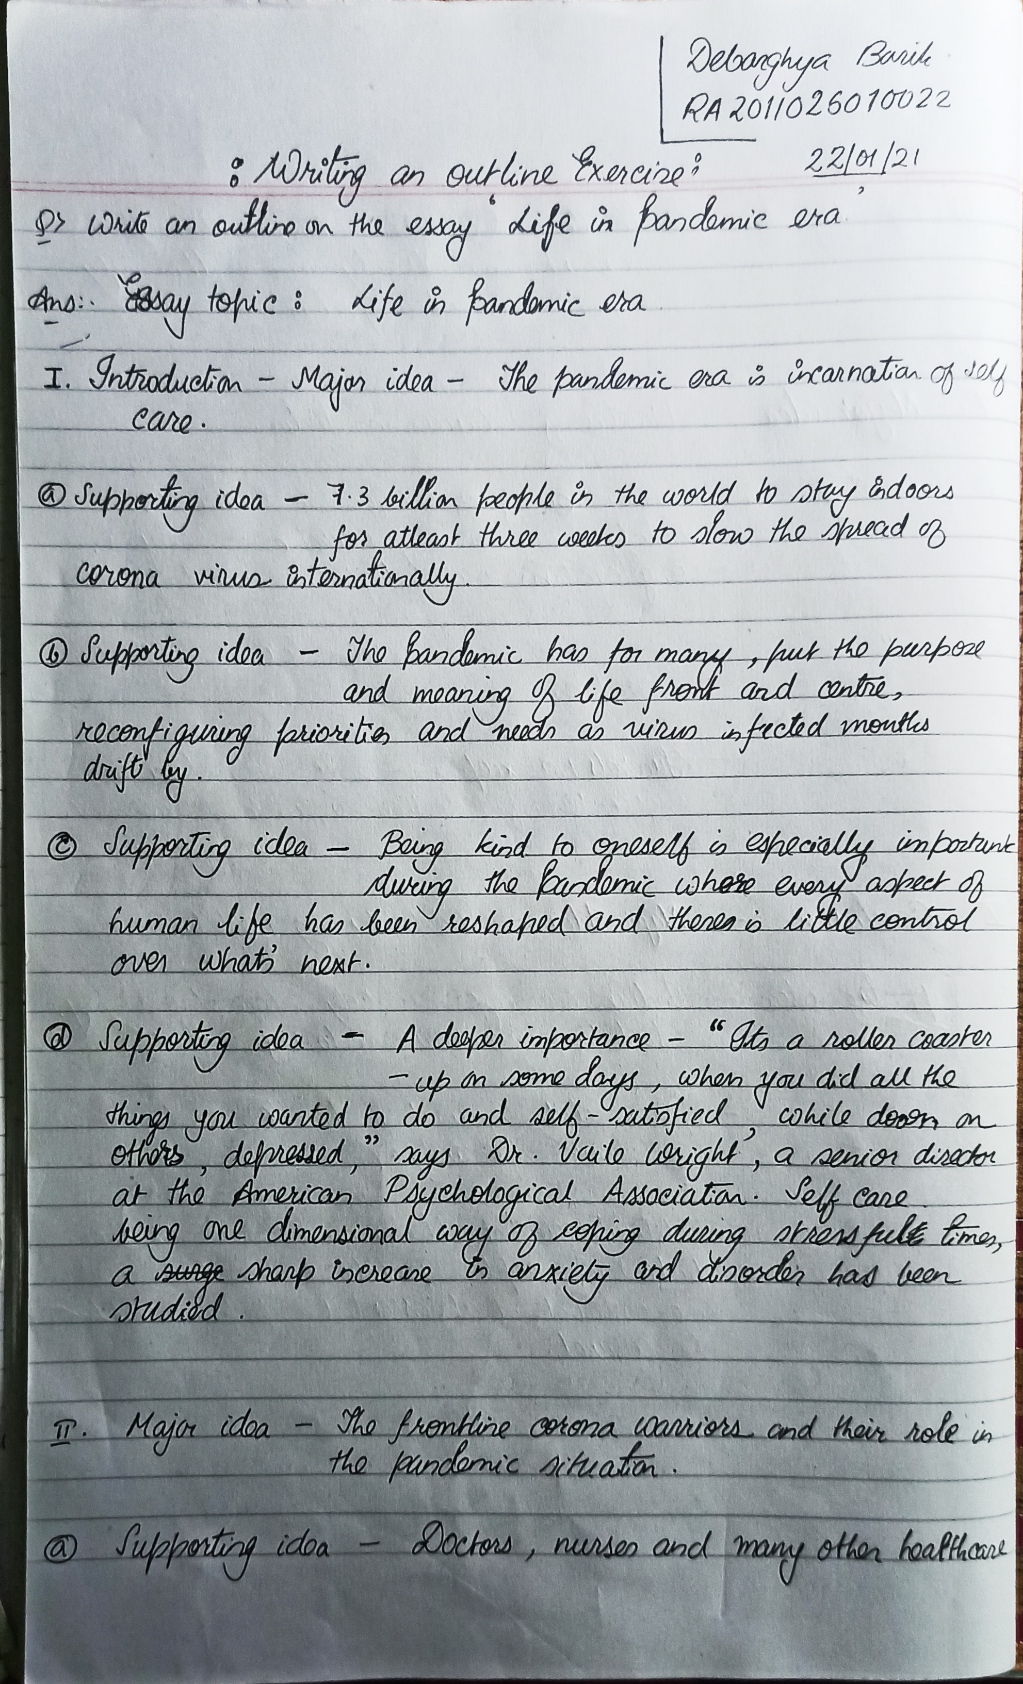 Debarghya Barik
RA2011026010022
22/01/21
: Writing an outline Exercise :
Q> Write an outline on the essay 'Life in pandemic era'
Ans:. Essay topic : Life in pandemic era
I. Introduction - Major idea - The pandemic era is incarnation of self
care.
(a) Supporting idea - 7.3 billion people in the world to stay indoors
for atleast three weeks to slow the spread of
corona virus internationally.
(b) Supporting idea - The pandemic has for many, put the purpose
and meaning of life front and centre,
reconfiguring priorities and needs as virus infected months
drift by.
(c) Supporting idea - Being kind to oneself is especially important
during the pandemic where every aspect of
human life has been reshaped and theres is little control
over what's next.
(d) Supporting idea - A deeper importance - "Its a roller coaster
- up on some days, when you did all the
things you wanted to do and self-satisfied, while down on
others, depressed," says Dr. Vaile Wright, a senior director
at the American Psychological Association. Self care
being one dimensional way of coping during stressful times,
a surge sharp increase in anxiety and disorder has been
studied.
II. Major idea - The frontline corona warriors and their role in
the pandemic situation.
(a) Supporting idea - Doctors, nurses and many other healthcare